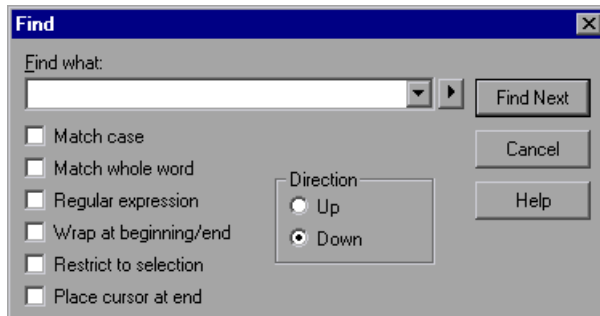 Find
Find what:
Find Next
Match case
Cancel
Match whole word
Direction
Regular expression
Up
Help
Wrap at beginning/end
Down
Restrict to selection
Place cursor at end